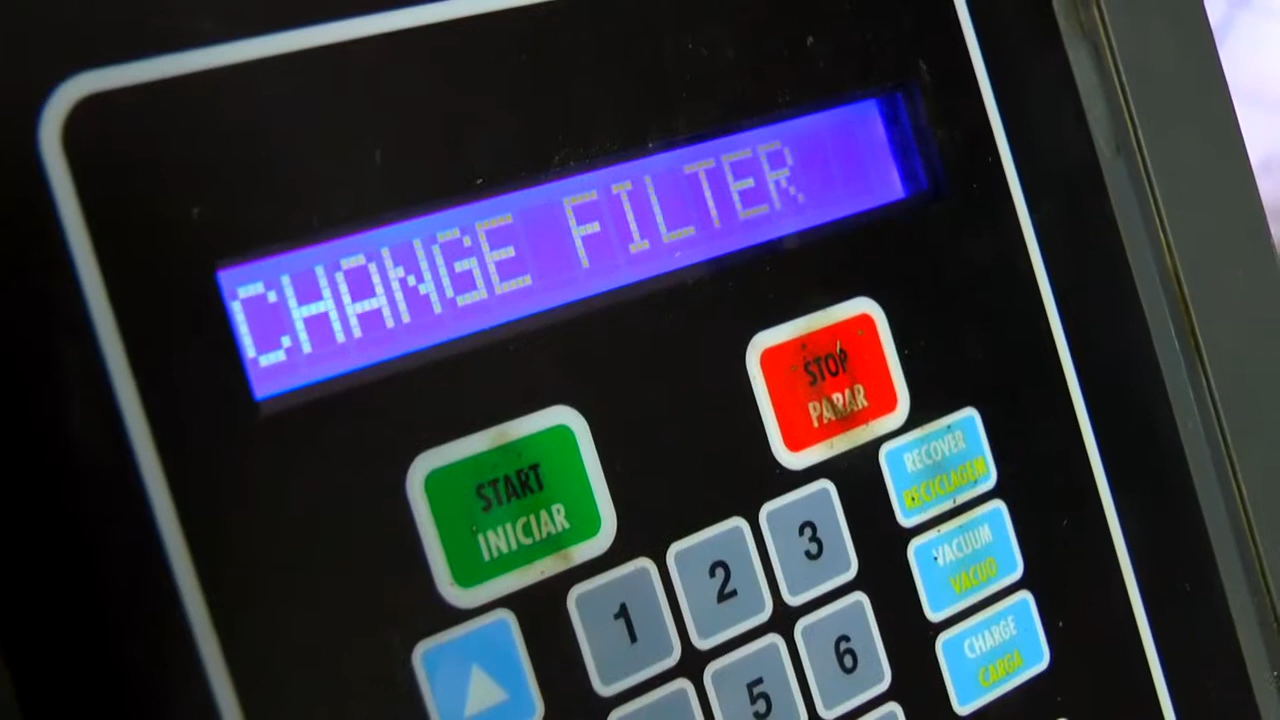 CHANGE FILTER
STOP
PARAR
START
INICIAR
RECOVER
RECICLAGEM
VACUUM
VACUO
CHARGE
CARGA
1
2
3
5
6